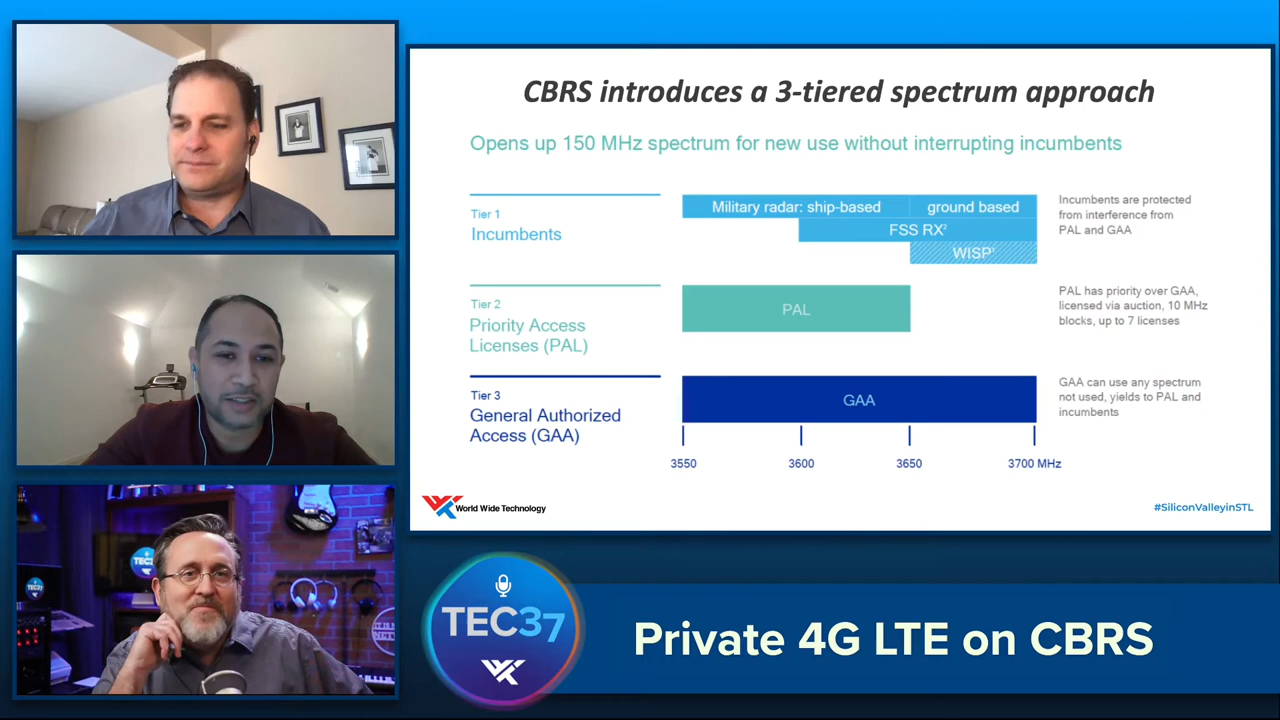 CBRS introduces a 3-tiered spectrum approach
Opens up 150 MHz spectrum for new use without interrupting incumbents
Tier 1
Incumbents
Military radar: ship-based
ground based
FSS RX²
WISP¹
Incumbents are protected
from interference from
PAL and GAA
Tier 2
Priority Access
Licenses (PAL)
PAL
PAL has priority over GAA,
licensed via auction, 10 MHz
blocks, up to 7 licenses
Tier 3
General Authorized
Access (GAA)
GAA
GAA can use any spectrum
not used, yields to PAL and
incumbents
3550
3600
3650
3700 MHz
World Wide Technology
#SiliconValleyinSTL
TEC37
TEC37
TEC37
Private 4G LTE on CBRS